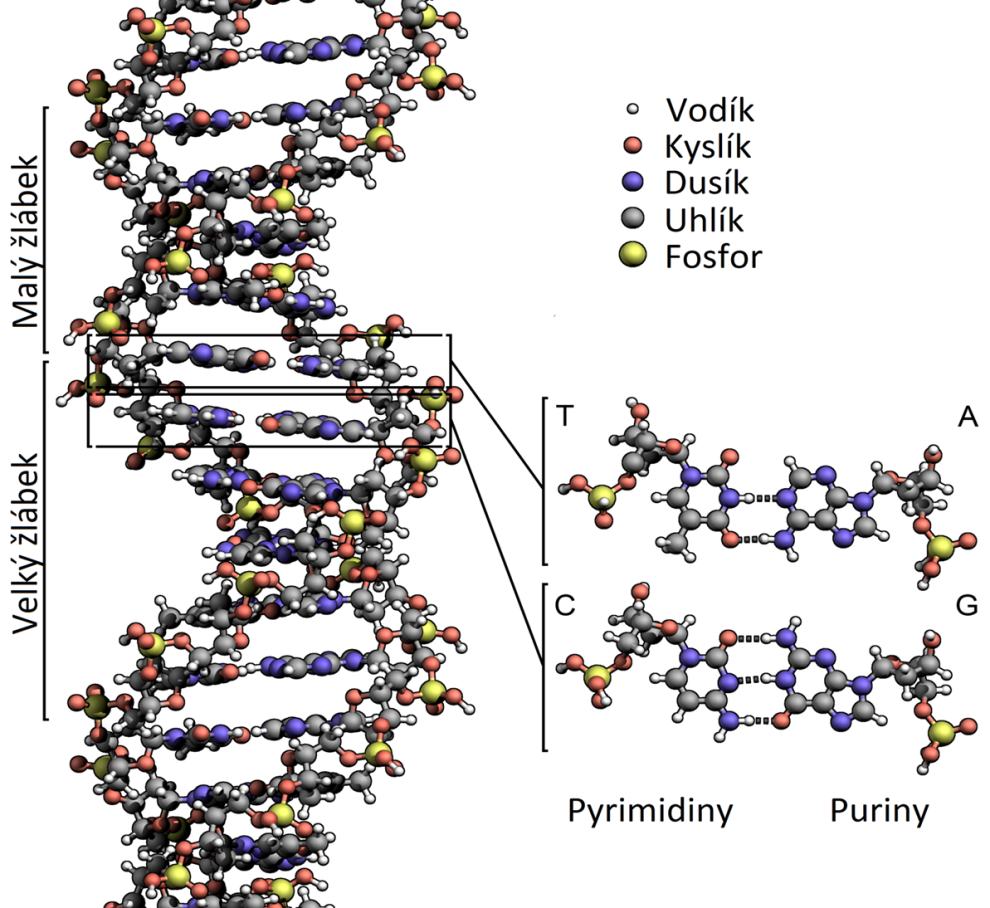 Malý žlábek
Velký žlábek
Vodík
Kyslík
Dusík
Uhlík
Fosfor
T
A
C
G
Pyrimidiny
Puriny